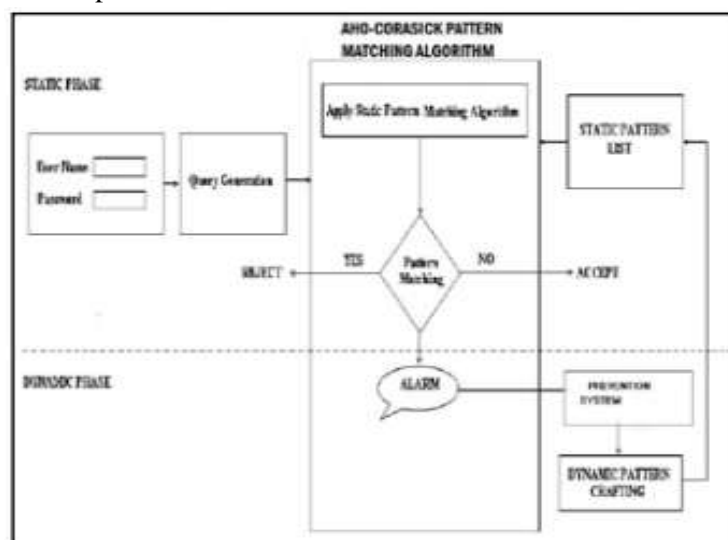 AHO-CORASICK PATTERN
MATCHING ALGORITHM
STATIC PHASE
Apply Static Pattern Matching Algorithm
STATIC PATTERN
LIST
User Name
Password
Query Generation
Pattern
Matching
YES
NO
REJECT
ACCEPT
DYNAMIC PHASE
ALARM
PREVENTION
SYSTEM
DYNAMIC PATTERN
CRAFTING